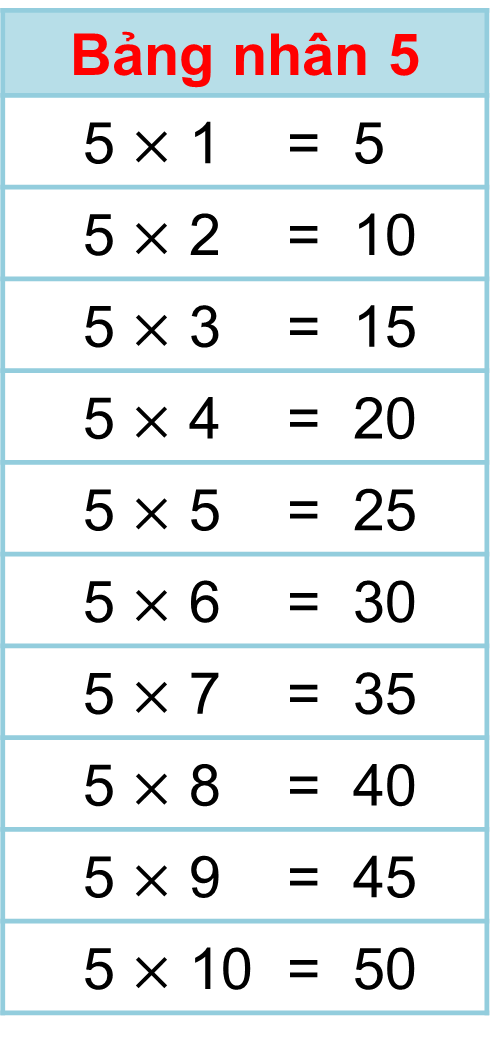 Bảng nhân 5
5 × 1 = 5
5 × 2 = 10
5 × 3 = 15
5 × 4 = 20
5 × 5 = 25
5 × 6 = 30
5 × 7 = 35
5 × 8 = 40
5 × 9 = 45
5 × 10 = 50